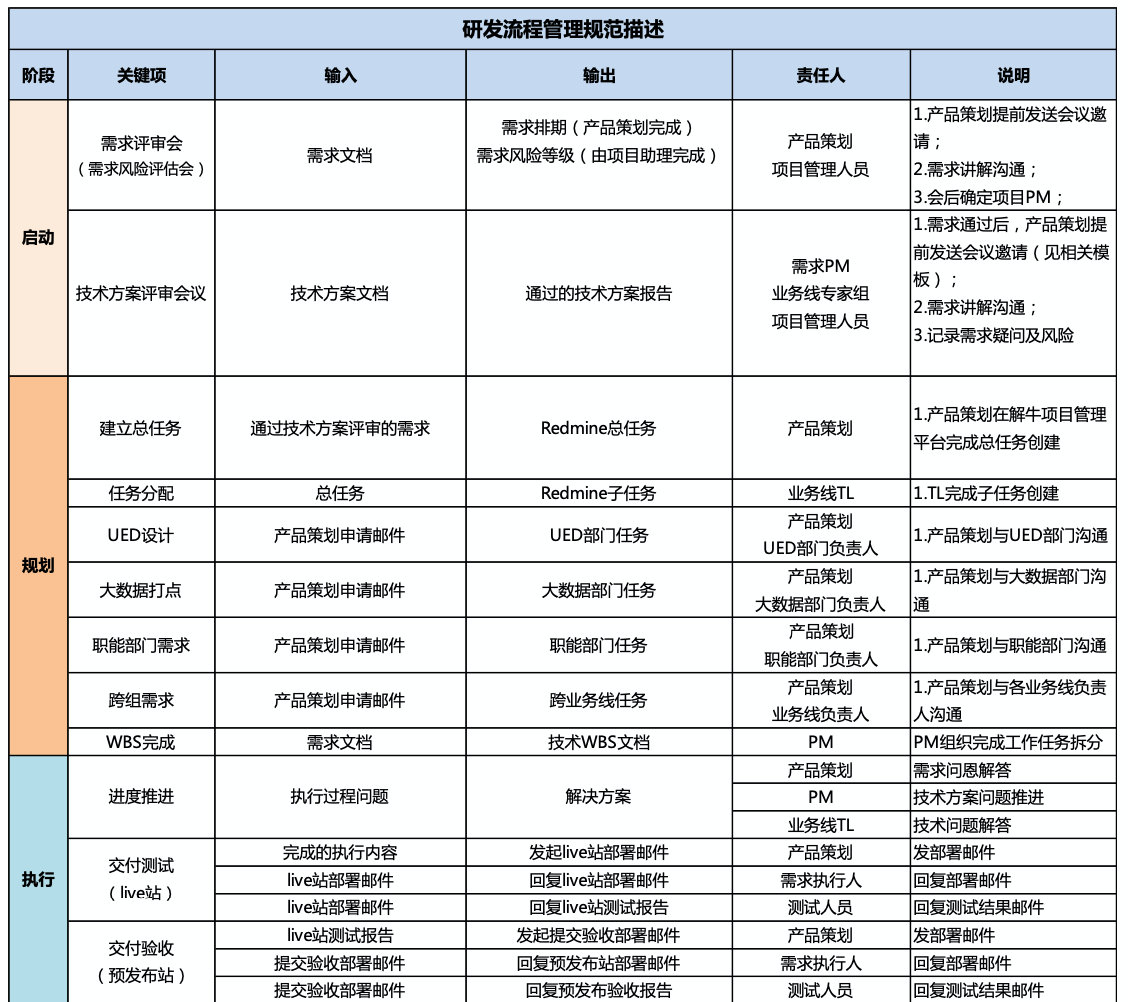 研发流程管理规范描述
阶段 关键项 输入 输出 责任人 说明
启动
需求评审会
（需求风险评估会）
需求文档
需求排期（产品策划完成）
需求风险等级（由项目助理完成）
产品策划
项目管理人员
1.产品策划提前发送会议邀
请；
2.需求讲解沟通；
3.会后确定项目PM；
技术方案评审会议
技术方案文档
通过的技术方案报告
需求PM
业务线专家组
项目管理人员
1.需求通过后，产品策划提
前发送会议邀请（见相关模
板）；
2.需求讲解沟通；
3.记录需求疑问及风险
规划
建立总任务
通过技术方案评审的需求
Redmine总任务
产品策划
1.产品策划在解牛项目管理
平台完成总任务创建
任务分配 总任务 Redmine子任务 业务线TL 1.TL完成子任务创建
UED设计
产品策划申请邮件
UED部门任务
产品策划
UED部门负责人
1.产品策划与UED部门沟通
大数据打点
产品策划申请邮件
大数据部门任务
产品策划
大数据部门负责人
1.产品策划与大数据部门沟
通
职能部门需求
产品策划申请邮件
职能部门任务
产品策划
职能部门负责人
1.产品策划与职能部门沟通
跨组需求
产品策划申请邮件
跨业务线任务
产品策划
业务线负责人
1.产品策划与各业务线负责
人沟通
WBS完成 需求文档 技术WBS文档 PM PM组织完成工作任务拆分
执行
进度推进
执行过程问题
解决方案
产品策划 需求问恩解答
PM 技术方案问题推进
业务线TL 技术问题解答
交付测试
（live站）
完成的执行内容 发起live站部署邮件 产品策划 发部署邮件
live站部署邮件 回复live站部署邮件 需求执行人 回复部署邮件
live站部署邮件 回复live站测试报告 测试人员 回复测试结果邮件
交付验收
（预发布站）
live站测试报告 发起提交验收部署邮件 产品策划 发部署邮件
提交验收部署邮件 回复预发布站部署邮件 需求执行人 回复部署邮件
提交验收部署邮件 回复预发布验收报告 测试人员 回复测试结果邮件